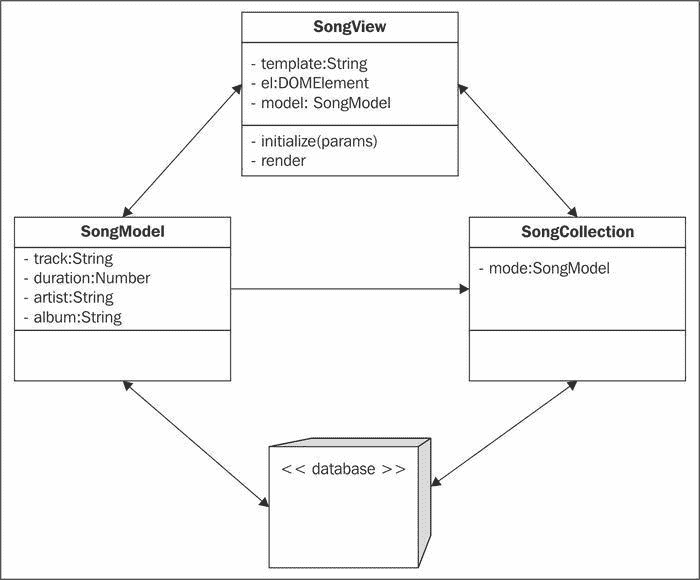 SongView
- template:String
- el:DOMElement
- model: SongModel
- initialize(params)
- render
SongModel
- track:String
- duration:Number
- artist:String
- album:String
SongCollection
- mode:SongModel
<< database >>